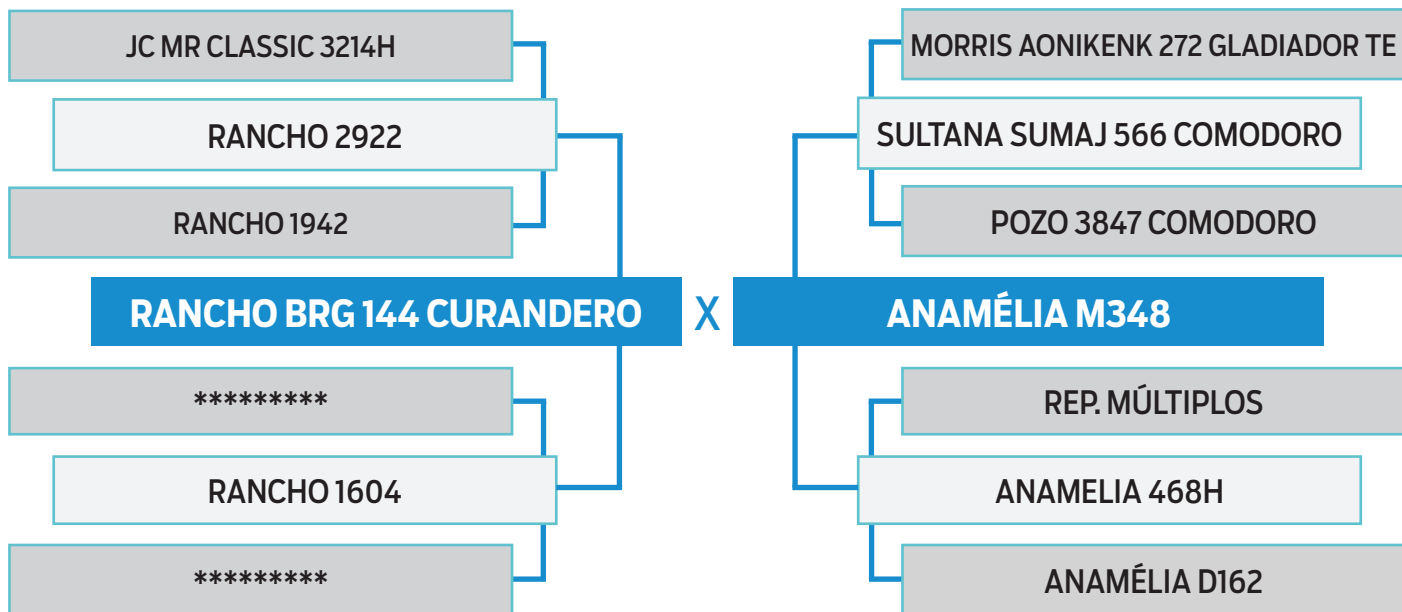 JC MR CLASSIC 3214H
RANCHO 2922
RANCHO 1942
RANCHO BRG 144 CURANDERO
*********
RANCHO 1604
*********
X
MORRIS AONIKENK 272 GLADIADOR TE
SULTANA SUMAJ 566 COMODORO
POZO 3847 COMODORO
ANAMÉLIA M348
REP. MÚLTIPLOS
ANAMELIA 468H
ANAMÉLIA D162